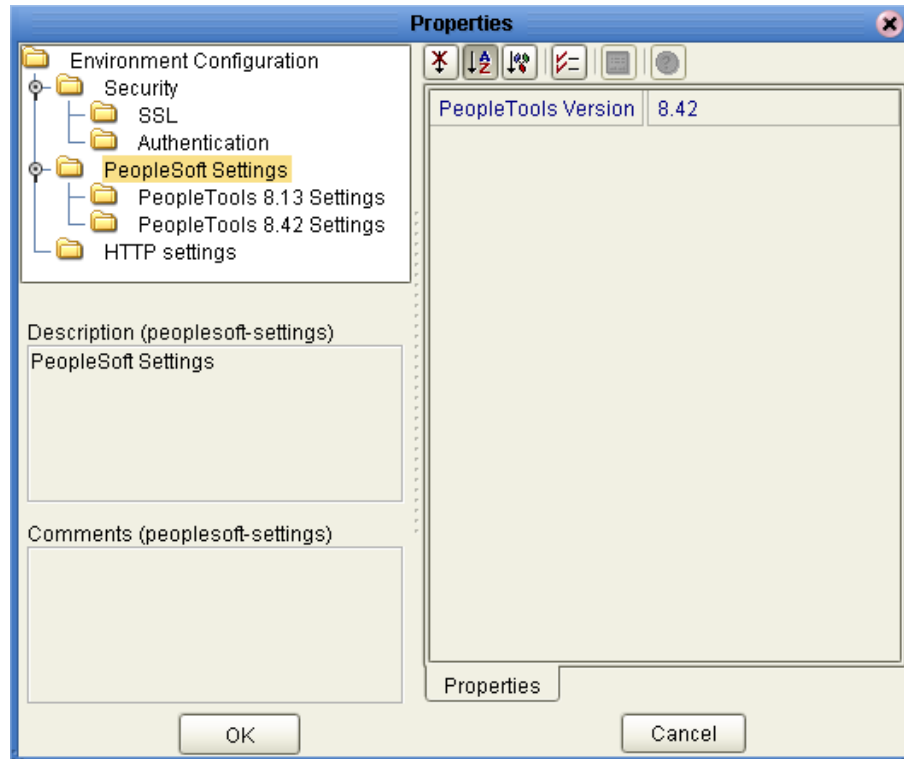 Properties
Environment Configuration
Security
SSL
Authentication
PeopleSoft Settings
PeopleTools 8.13 Settings
PeopleTools 8.42 Settings
HTTP settings
Description (peoplesoft-settings)
PeopleSoft Settings
Comments (peoplesoft-settings)
OK
PeopleTools Version 8.42
Properties
Cancel